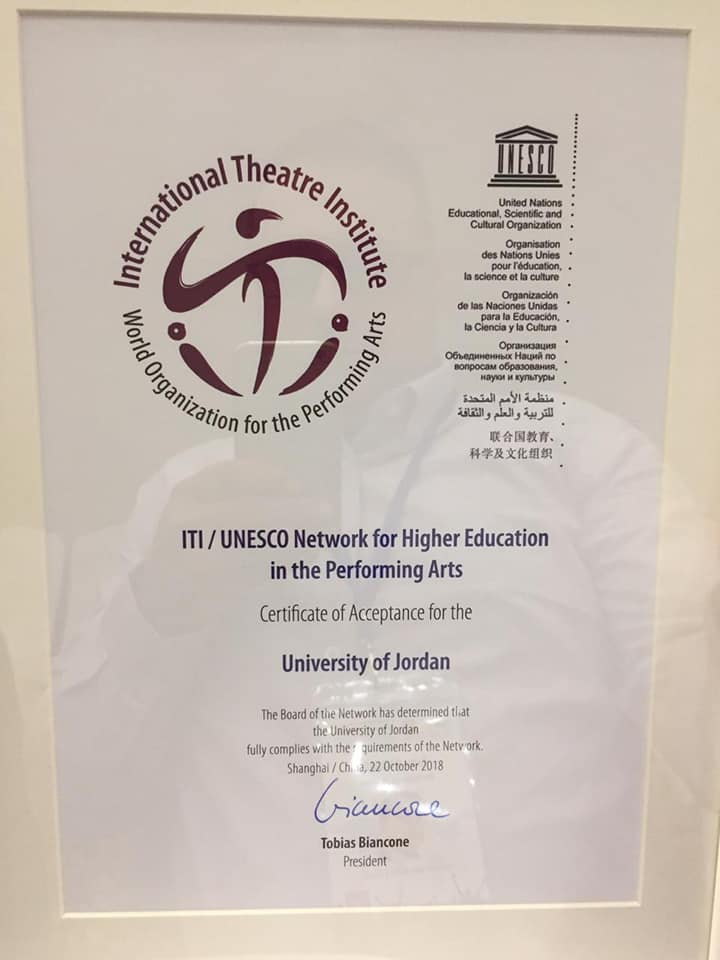 International Theatre Institute
World Organization for the Performing Arts
UNESCO
United Nations
Educational, Scientific and
Cultural Organization
Organisation
des Nations Unies
pour l'éducation,
la science et la culture
Organización
de las Naciones Unidas
para la Educación,
la Ciencia y la Cultura
Организация
Объединенных Наций по
вопросам образования,
науки и культуры
منظمة الأمم المتحدة
للتربية والعلم والثقافة
联合国教育、
科学及文化组织
ITI / UNESCO Network for Higher Education
in the Performing Arts
Certificate of Acceptance for the
University of Jordan
The Board of the Network has determined that
the University of Jordan
fully complies with the requirements of the Network.
Shanghai / China, 22 October 2018
Biancone
Tobias Biancone
President